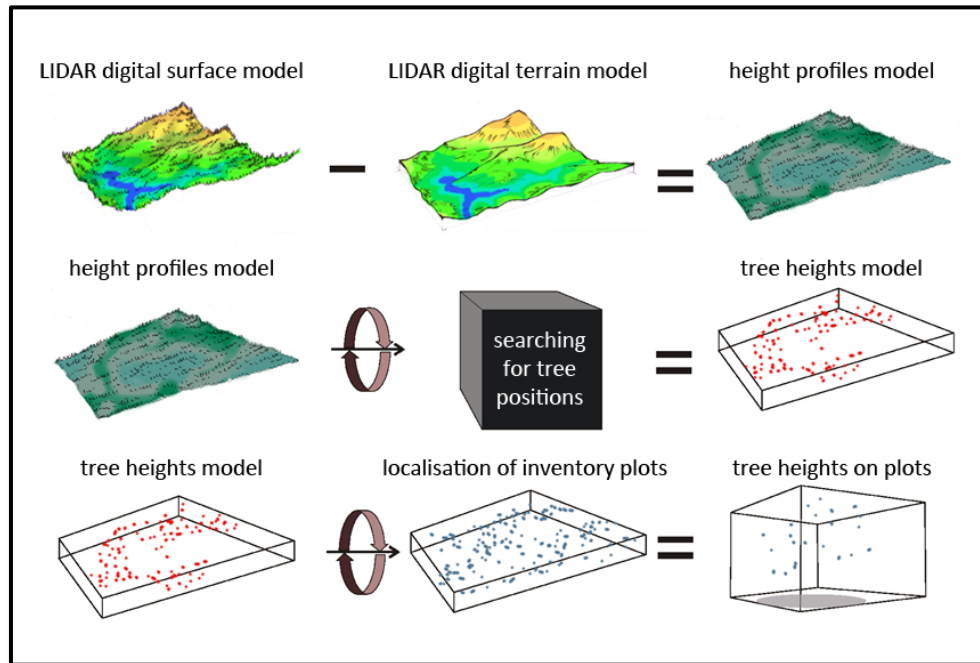 LIDAR digital surface model
LIDAR digital terrain model
height profiles model
height profiles model
searching
for tree
positions
tree heights model
tree heights model
localisation of inventory plots
tree heights on plots